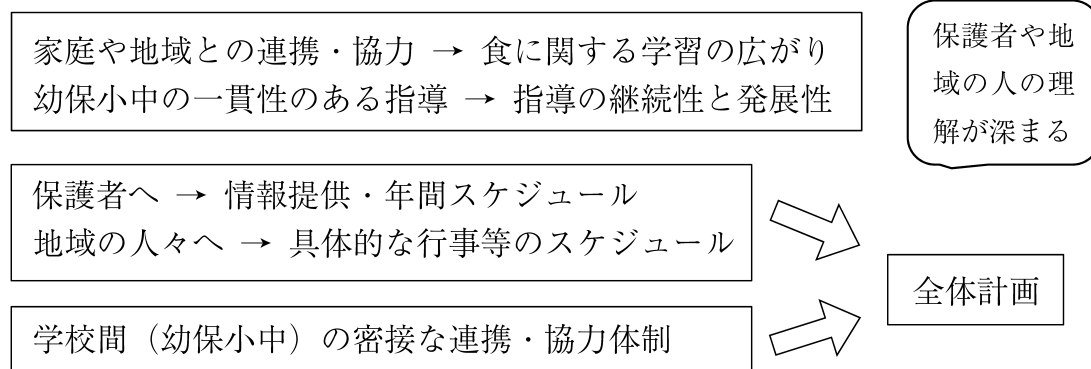 家庭や地域との連携・協力 → 食に関する学習の広がり
幼保小中の一貫性のある指導 → 指導の継続性と発展性
保護者や地
域の人の理
解が深まる
保護者へ → 情報提供・年間スケジュール
地域の人々へ → 具体的な行事等のスケジュール
全体計画
学校間（幼保小中）の密接な連携・協力体制